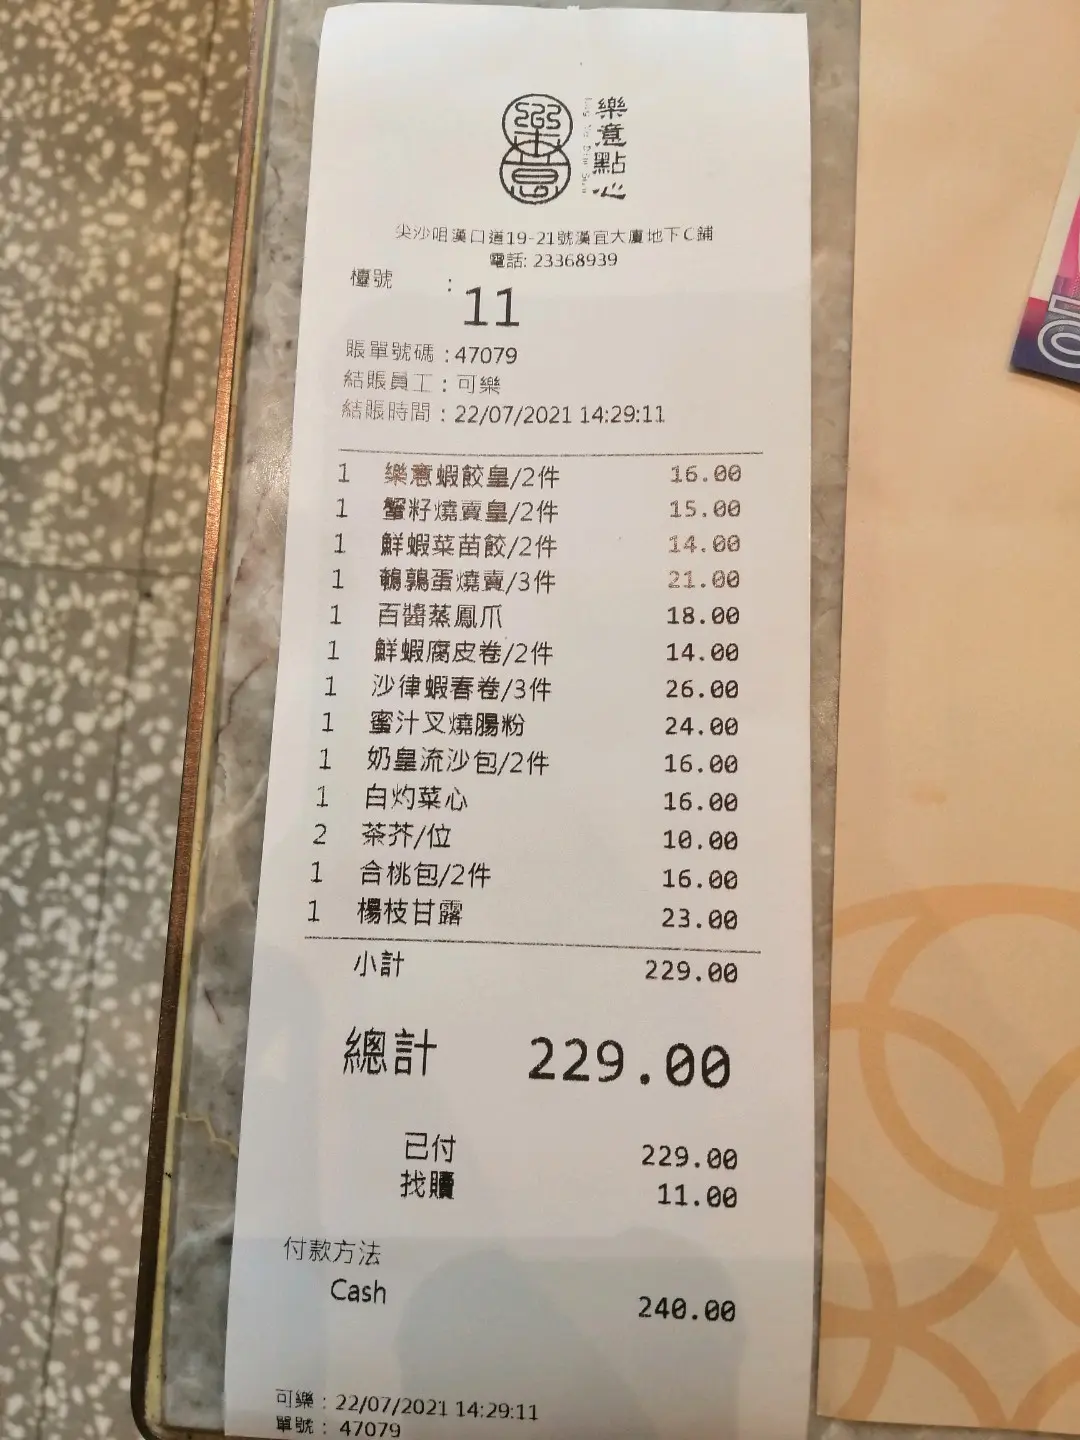 樂意點心
尖沙咀漢口道19-21號漢宜大廈地下C鋪
電話: 23368939
檯號 :
11
賬單號碼 : 47079
結賬員工 : 可樂
結賬時間 : 22/07/2021 14:29:11
1 樂意蝦餃皇/2件 16.00
1 蟹籽燒賣皇/2件 15.00
1 鮮蝦菜苗餃/2件 14.00
1 鵪鶉蛋燒賣/3件 21.00
1 百醬蒸鳳爪 18.00
1 鮮蝦腐皮卷/2件 14.00
1 沙律蝦春卷/3件 26.00
1 蜜汁叉燒腸粉 24.00
1 奶皇流沙包/2件 16.00
1 白灼菜心 16.00
2 茶芥/位 10.00
1 合桃包/2件 16.00
1 楊枝甘露 23.00
小計 229.00
總計 229.00
已付 229.00
找贖 11.00
付款方法
Cash 240.00
可樂 : 22/07/2021 14:29:11
單號 : 47079